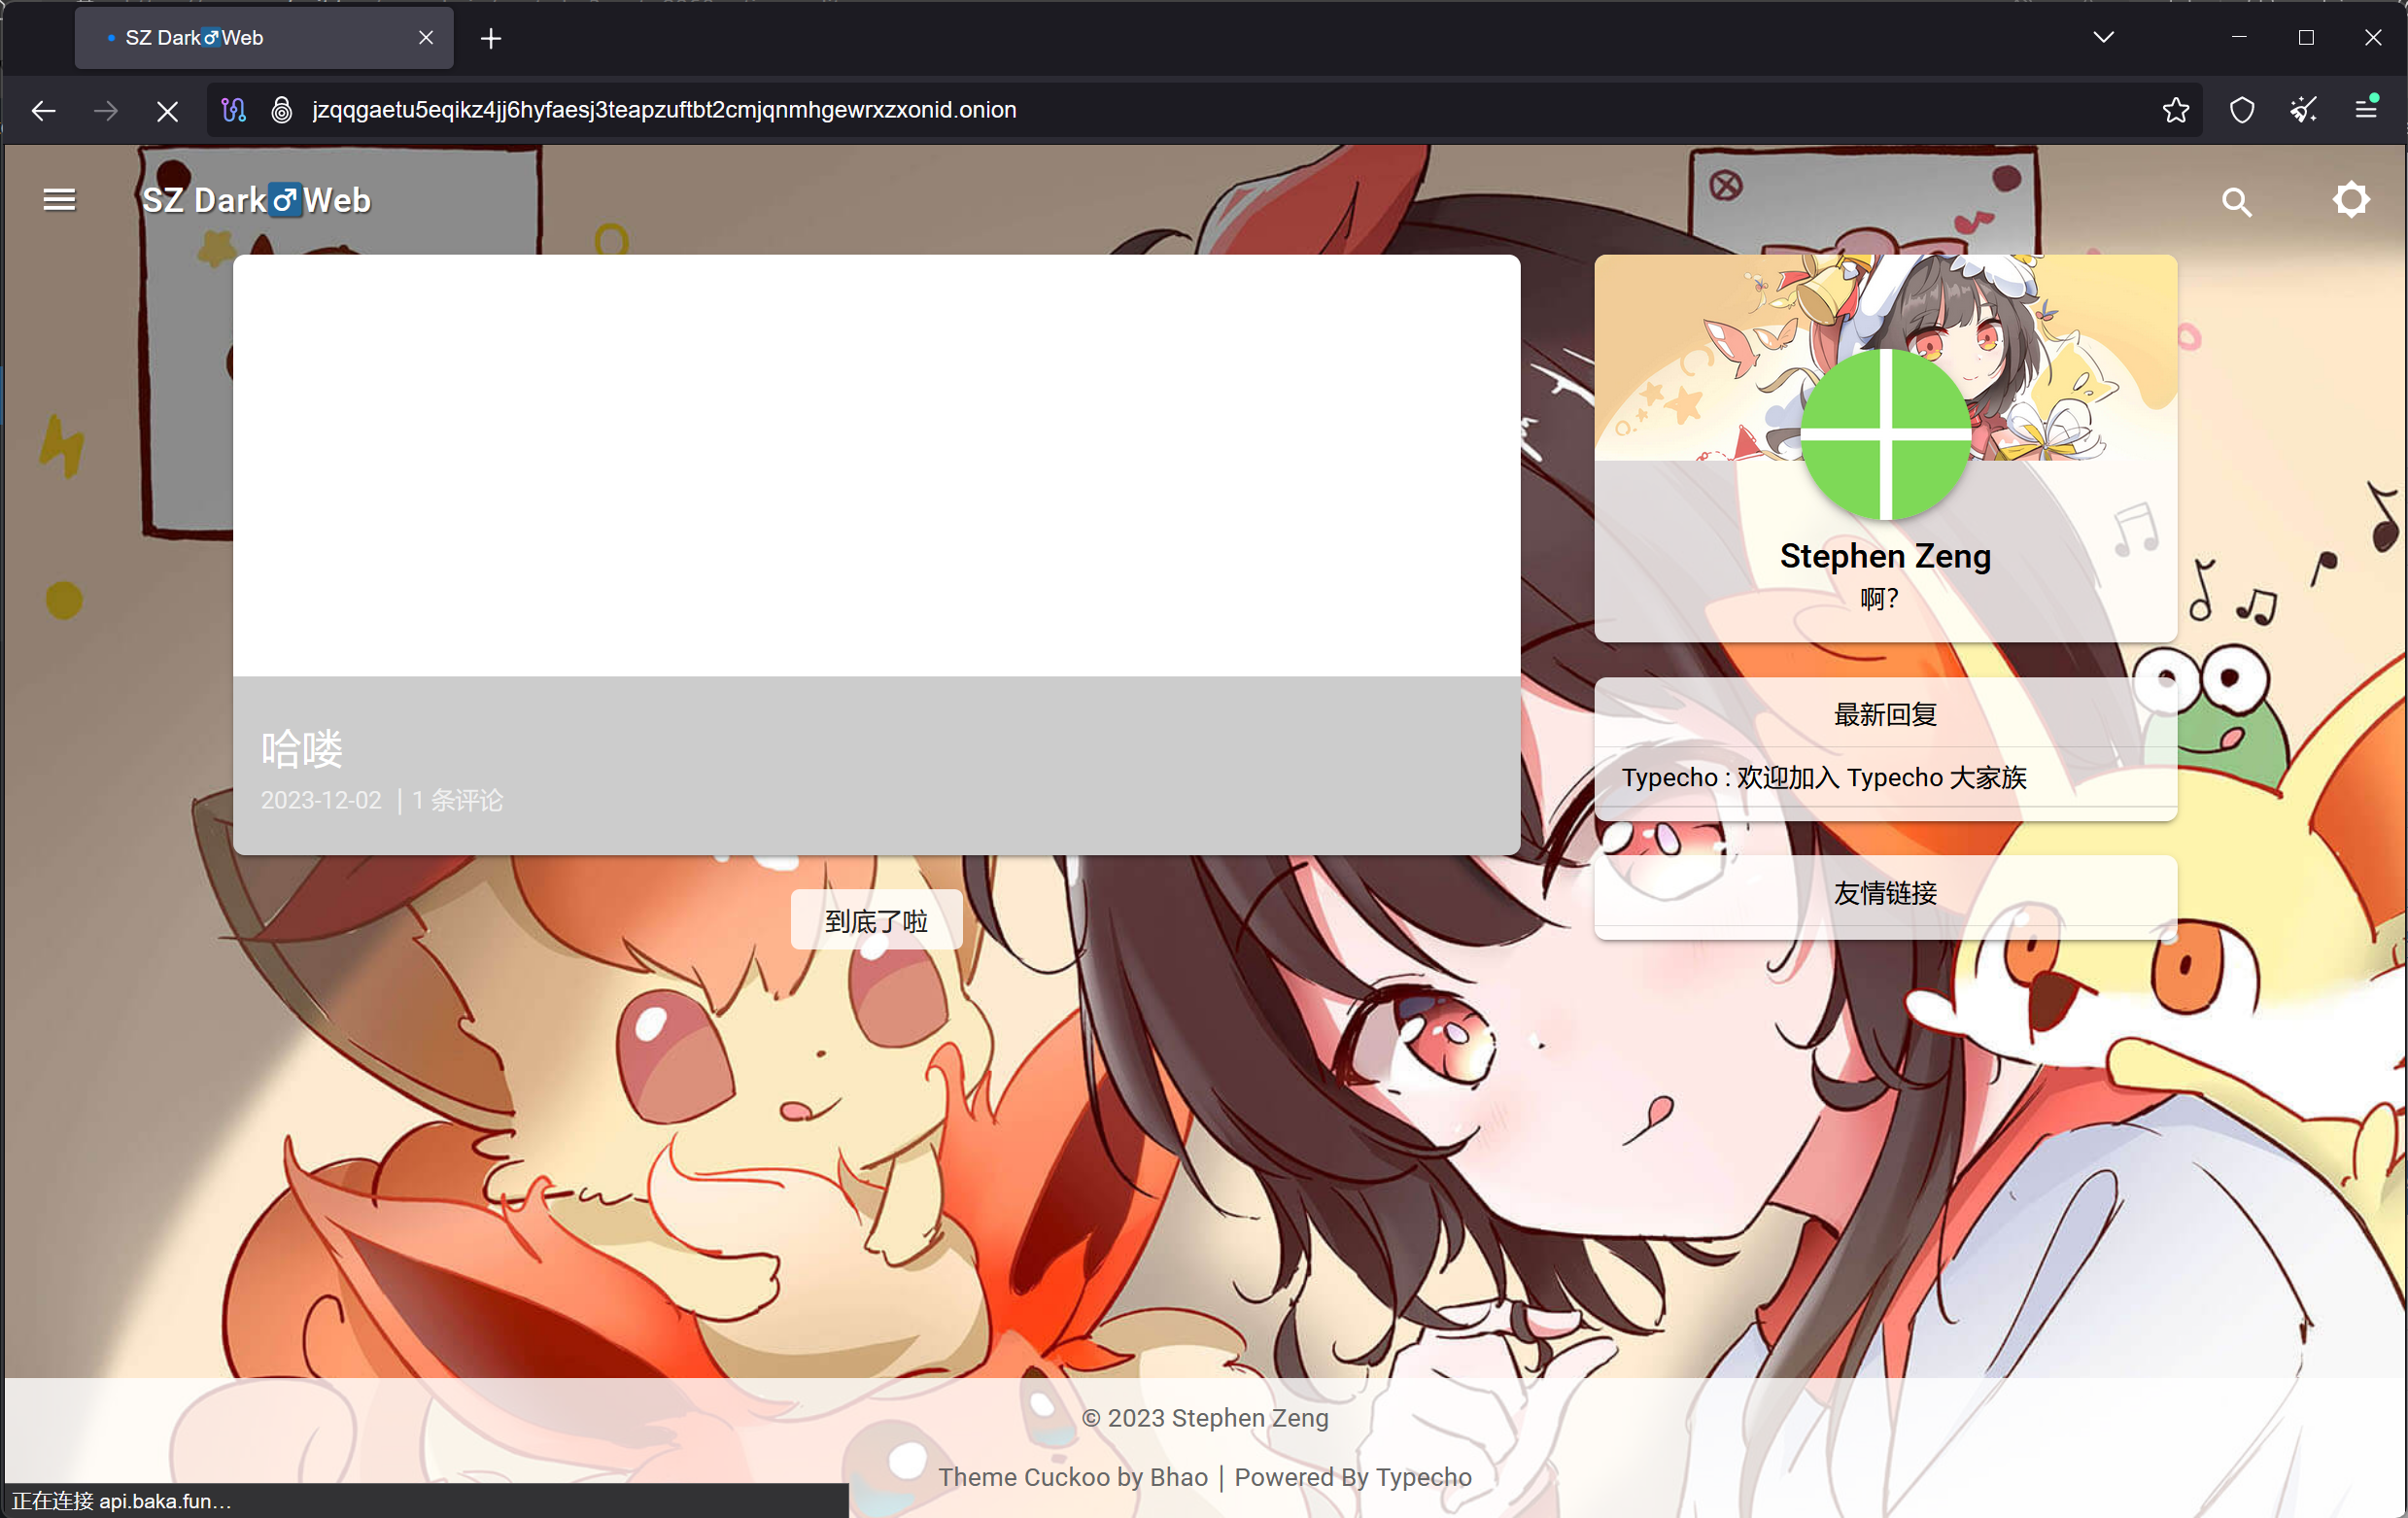 SZ Dark♂Web
jzqqgaetu5eqikz4jj6hyfaesj3teapzuftbt2cmjqnmhgewrxzxonid.onion
SZ Dark♂Web
哈喽
2023-12-02 | 1 条评论
到底了啦
Stephen Zeng
啊?
最新回复
Typecho : 欢迎加入 Typecho 大家族
友情链接
© 2023 Stephen Zeng
Theme Cuckoo by Bhao | Powered By Typecho
正在连接 api.baka.fun…